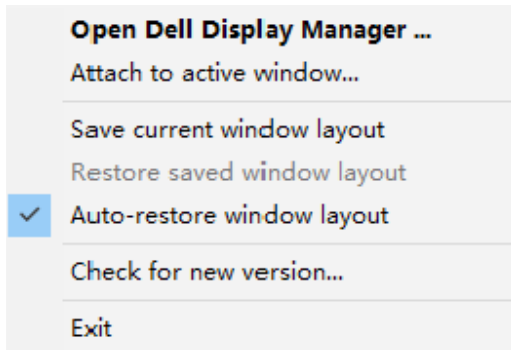 Open Dell Display Manager ...
Attach to active window...
Save current window layout
Restore saved window layout
Auto-restore window layout
Check for new version...
Exit